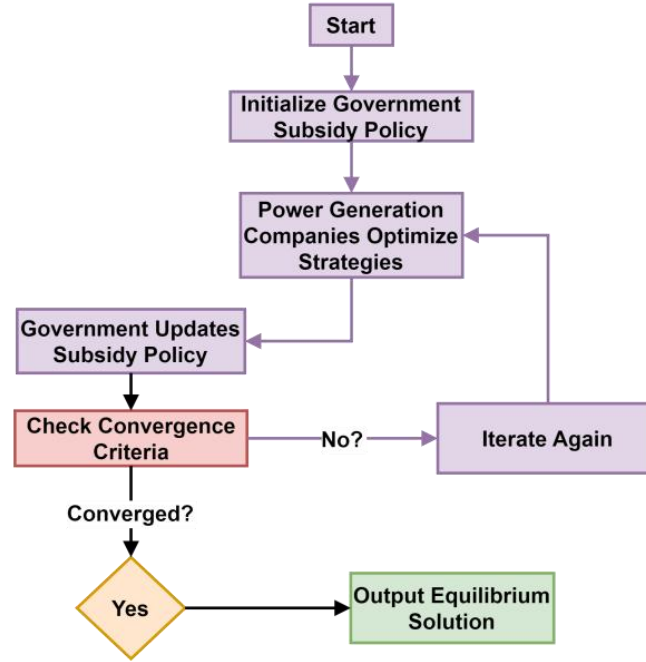 Start
Initialize Government
Subsidy Policy
Power Generation
Companies Optimize
Strategies
Government Updates
Subsidy Policy
Check Convergence
Criteria
No?
Iterate Again
Converged?
Yes
Output Equilibrium
Solution